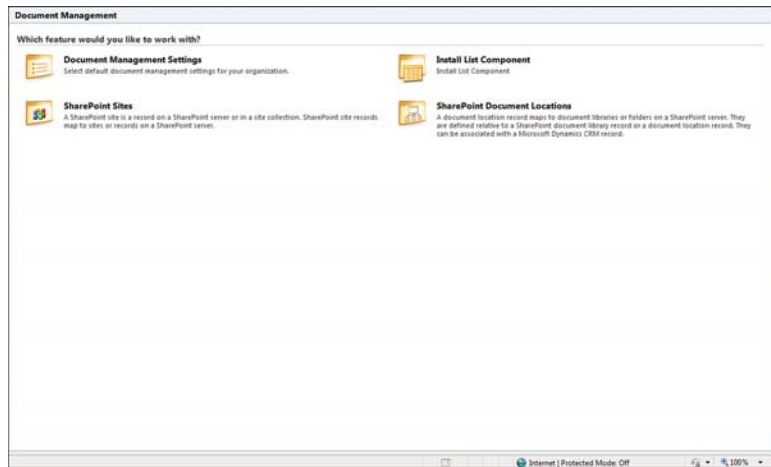 Document Management
Which feature would you like to work with?
Document Management Settings
Select default document management settings for your organization.
Install List Component
Install List Component
SharePoint Sites
A SharePoint site is a record on a SharePoint server or in a site collection. SharePoint site records
map to sites or records on a SharePoint server.
SharePoint Document Locations
A document location record maps to document libraries or folders on a SharePoint server. They
are defined relative to a SharePoint document library record or a document location record. They
can be associated with a Microsoft Dynamics CRM record.
Internet | Protected Mode: Off
100%